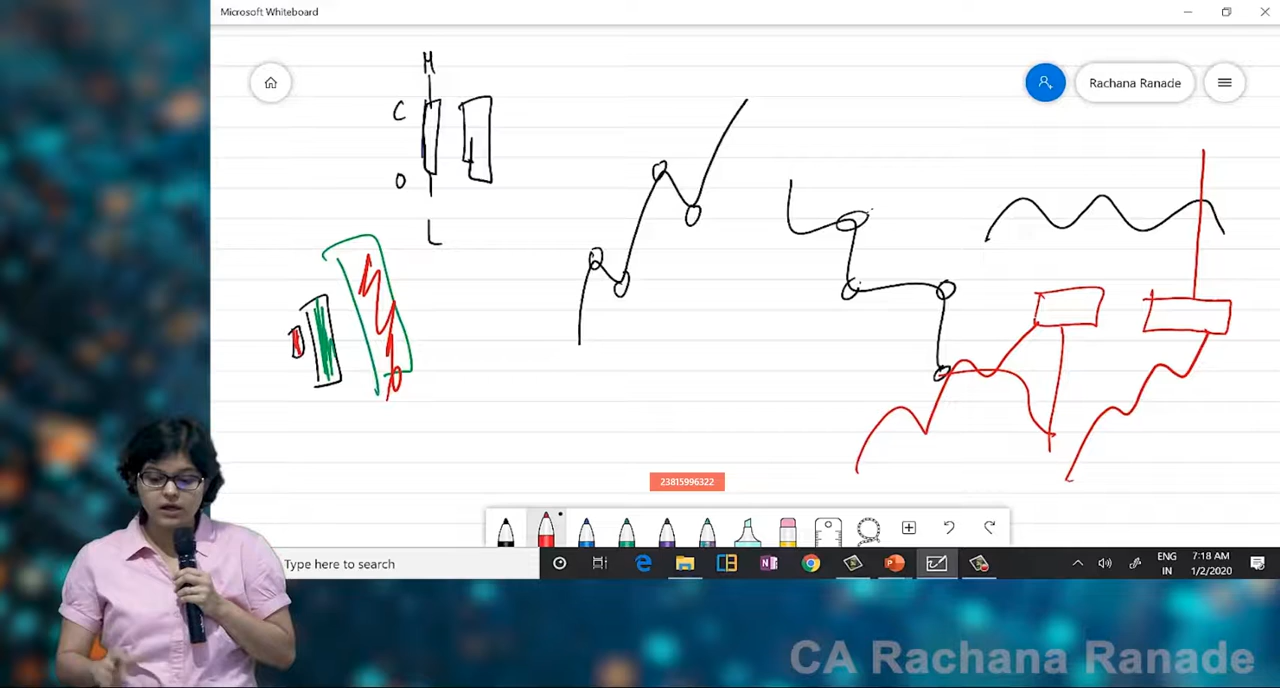 Microsoft Whiteboard
Rachana Ranade
H
C
O
L
23815996322
Type here to search
ENG
IN
7:18 AM
1/2/2020
CA Rachana Ranade